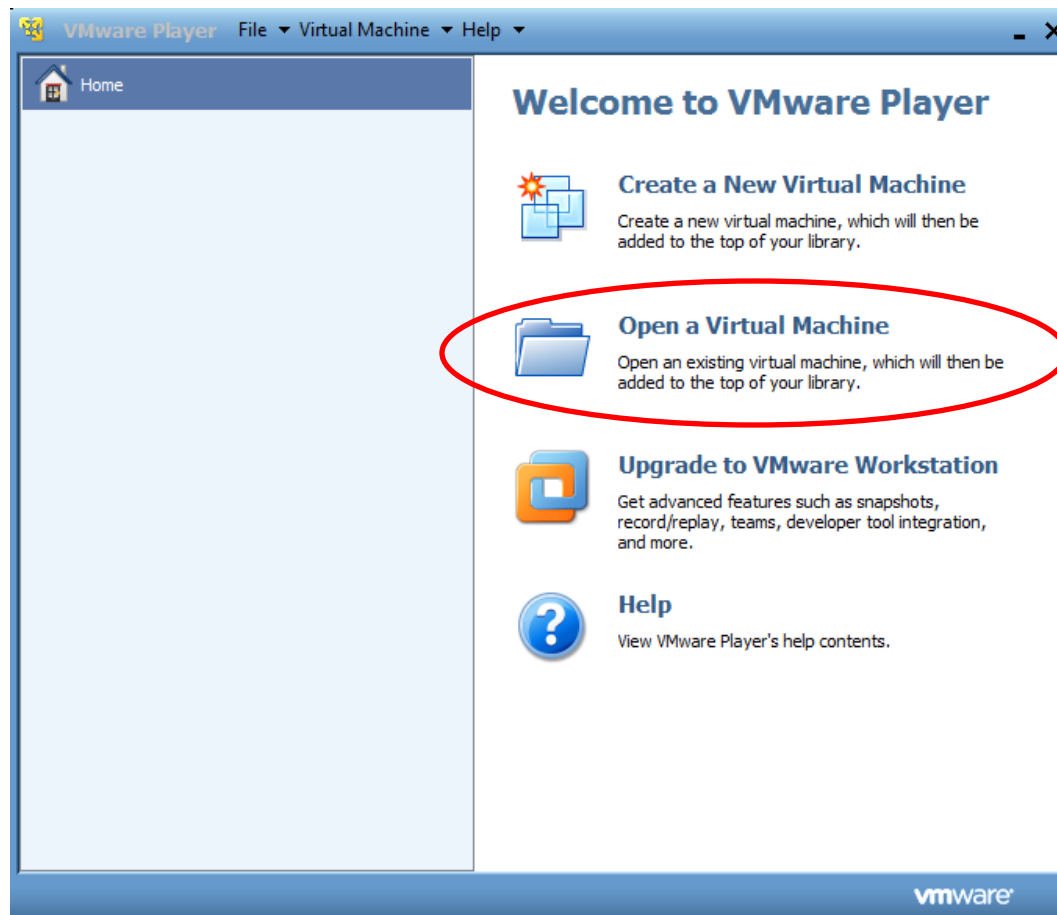 VMware Player File Virtual Machine Help
Home
Welcome to VMware Player
Create a New Virtual Machine
Create a new virtual machine, which will then be
added to the top of your library.
Open a Virtual Machine
Open an existing virtual machine, which will then be
added to the top of your library.
Upgrade to VMware Workstation
Get advanced features such as snapshots,
record/replay, teams, developer tool integration,
and more.
Help
View VMware Player's help contents.
vmware